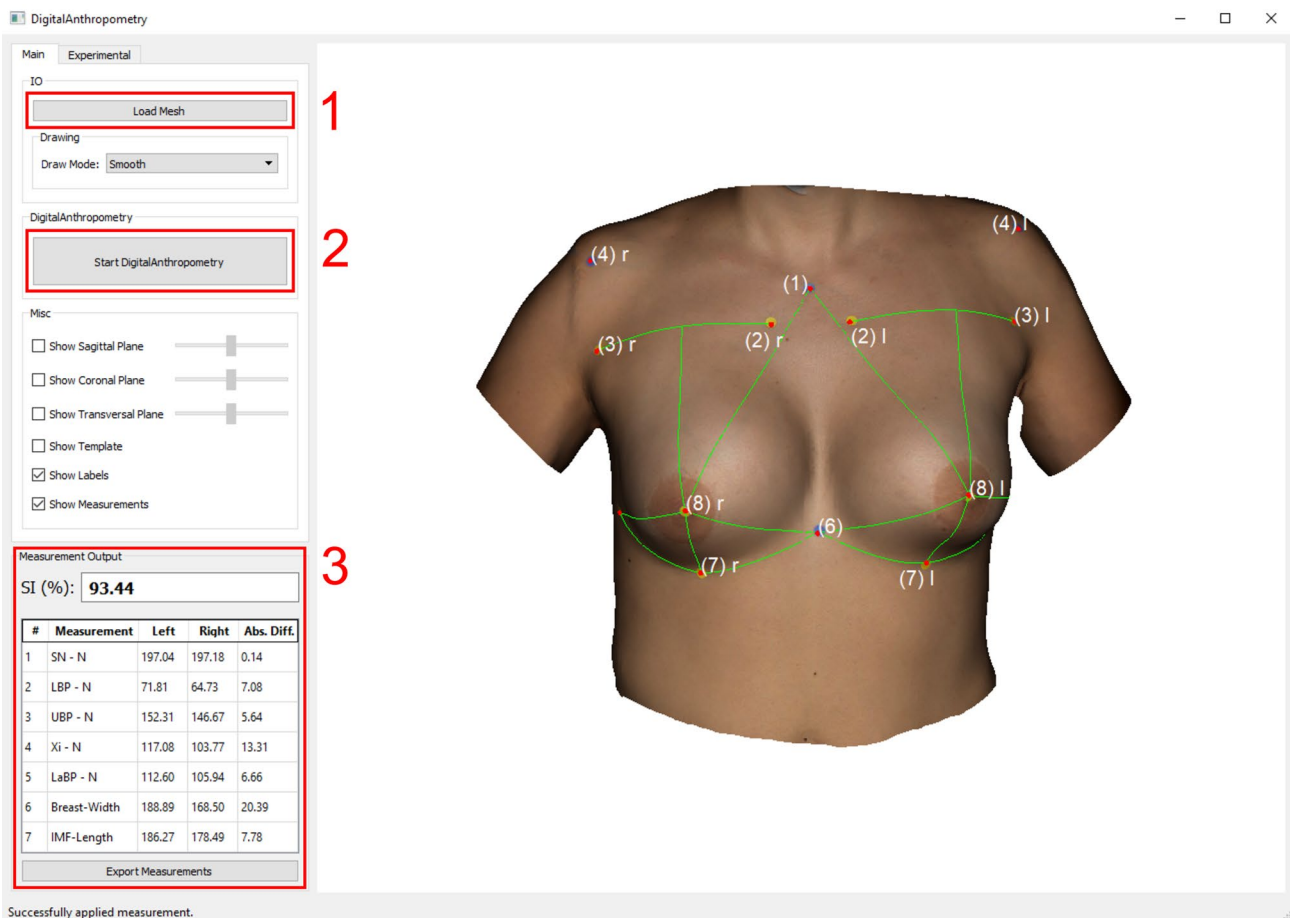 DigitalAnthropometry
Main Experimental
IO
Load Mesh
1
Drawing
Draw Mode: Smooth
DigitalAnthropometry
Start DigitalAnthropometry
2
Misc
Show Sagittal Plane
Show Coronal Plane
Show Transversal Plane
Show Template
Show Labels
Show Measurements
Measurement Output
3
SI (%): 93.44
# Measurement Left Right Abs. Diff.
1 SN - N 197.04 197.18 0.14
2 LBP - N 71.81 64.73 7.08
3 UBP - N 152.31 146.67 5.64
4 Xi - N 117.08 103.77 13.31
5 LaBP - N 112.60 105.94 6.66
6 Breast-Width 188.89 168.50 20.39
7 IMF-Length 186.27 178.49 7.78
Export Measurements
Successfully applied measurement.
(4) l
(4) r
(1)
(3) l
(2) r
(2) l
(3) r
(8) l
(8) r
(6)
(7) r
(7) l